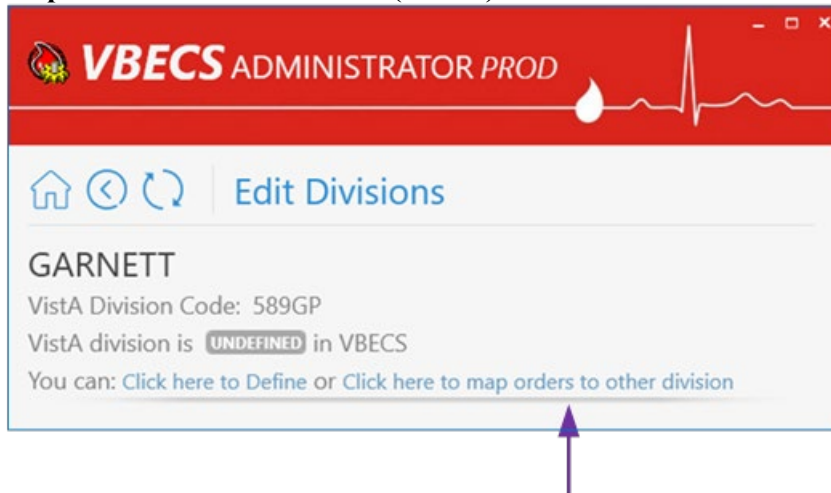 VBECS ADMINISTRATOR PROD
Edit Divisions
GARNETT
VistA Division Code: 589GP
VistA division is UNDEFINED in VBECS
You can: Click here to Define or Click here to map orders to other division